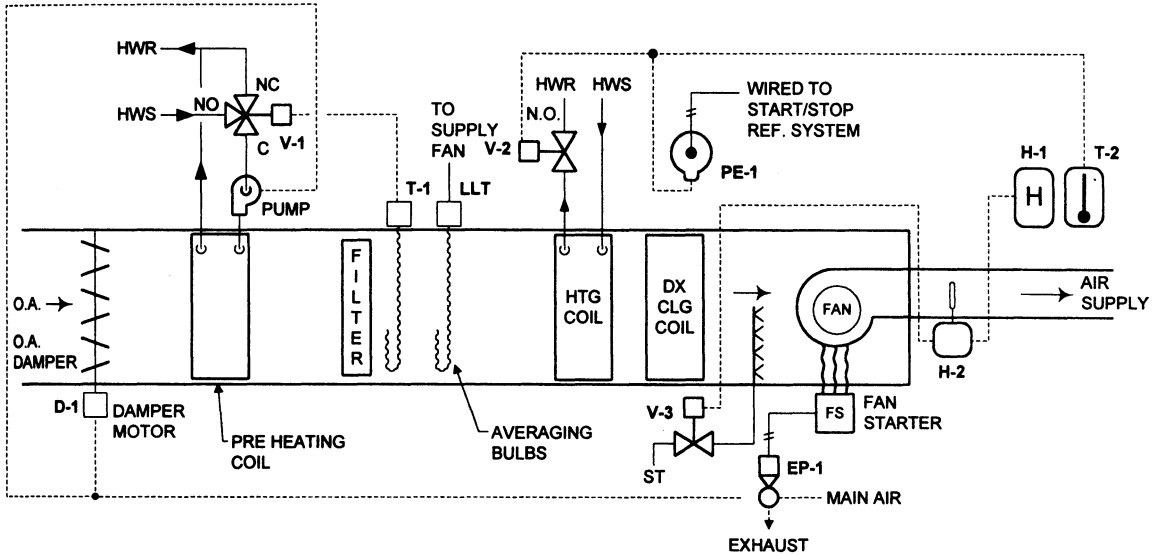 HWR
HWS
NO
NC
C
V-1
PUMP
TO
SUPPLY
FAN
T-1
LLT
HWR
HWS
N.O.
V-2
WIRED TO
START/STOP
REF. SYSTEM
PE-1
H-1
T-2
H
O.A.
O.A.
DAMPER
D-1
DAMPER
MOTOR
PRE HEATING
COIL
FILTER
AVERAGING
BULBS
HTG
COIL
DX
CLG
COIL
FAN
AIR
SUPPLY
H-2
V-3
ST
FS
FAN
STARTER
EP-1
MAIN AIR
EXHAUST